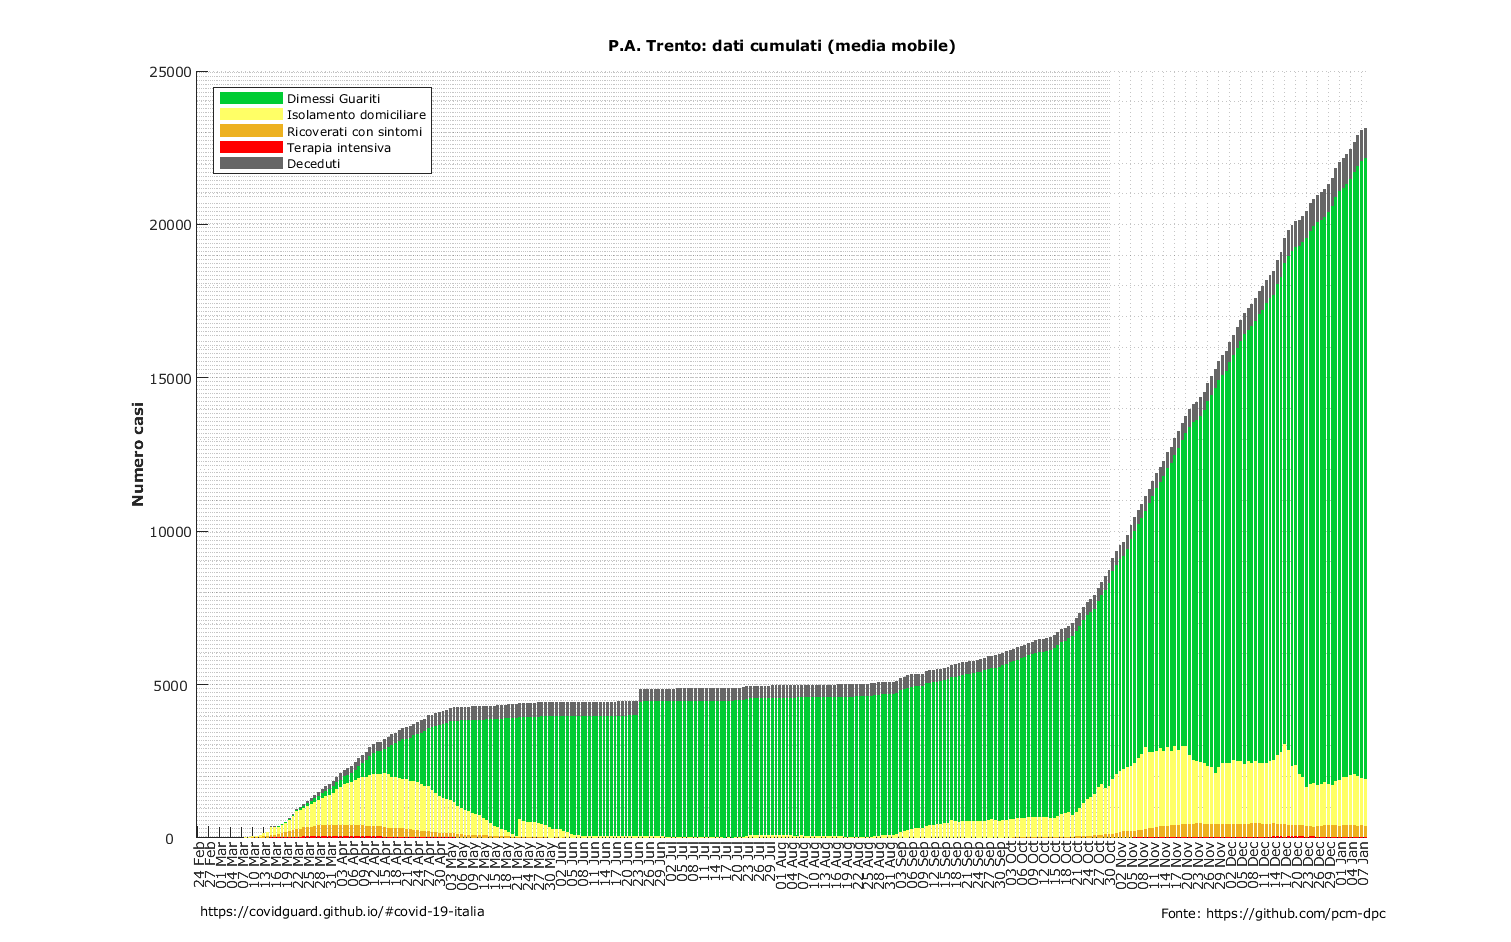 P.A. Trento: dati cumulati (media mobile)
25000
20000
15000
10000
5000
0
Numero casi
Dimessi Guariti
Isolamento domiciliare
Ricoverati con sintomi
Terapia intensiva
Deceduti
24 Feb
27 Feb
01 Mar
04 Mar
07 Mar
10 Mar
13 Mar
16 Mar
19 Mar
22 Mar
25 Mar
28 Mar
31 Mar
03 Apr
06 Apr
09 Apr
12 Apr
15 Apr
18 Apr
21 Apr
24 Apr
27 Apr
30 Apr
03 May
06 May
09 May
12 May
15 May
18 May
21 May
24 May
27 May
30 May
02 Jun
05 Jun
08 Jun
11 Jun
14 Jun
17 Jun
20 Jun
23 Jun
26 Jun
29 Jun
02 Jul
05 Jul
08 Jul
11 Jul
14 Jul
17 Jul
20 Jul
23 Jul
26 Jul
29 Jul
01 Aug
04 Aug
07 Aug
10 Aug
13 Aug
16 Aug
19 Aug
22 Aug
25 Aug
28 Aug
31 Aug
03 Sep
06 Sep
09 Sep
12 Sep
15 Sep
18 Sep
21 Sep
24 Sep
27 Sep
30 Sep
03 Oct
06 Oct
09 Oct
12 Oct
15 Oct
18 Oct
21 Oct
24 Oct
27 Oct
30 Oct
02 Nov
05 Nov
08 Nov
11 Nov
14 Nov
17 Nov
20 Nov
23 Nov
26 Nov
29 Nov
02 Dec
05 Dec
08 Dec
11 Dec
14 Dec
17 Dec
20 Dec
23 Dec
26 Dec
29 Dec
01 Jan
04 Jan
07 Jan
https://covidguard.github.io/#covid-19-italia
Fonte: https://github.com/pcm-dpc